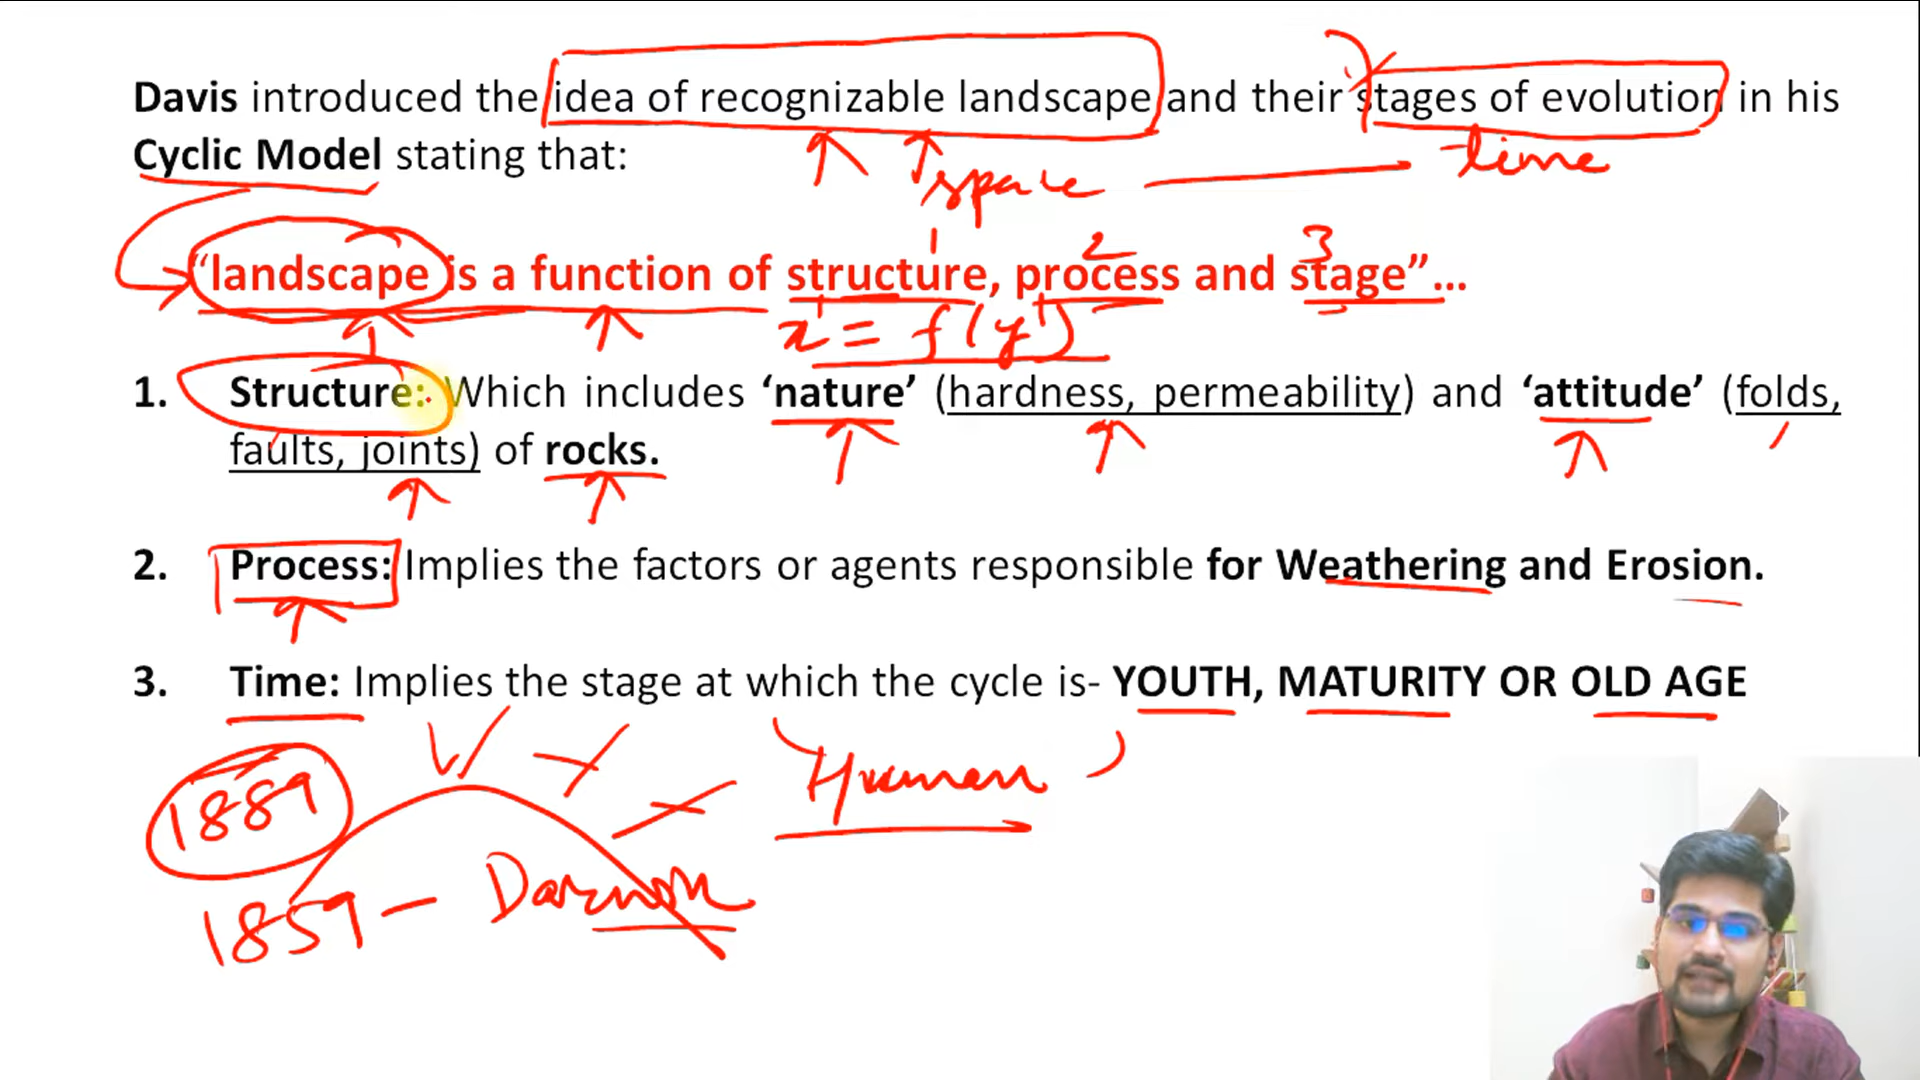 Davis introduced the idea of recognizable landscape and their stages of evolution in his
Cyclic Model stating that:
space
time
1 2 3
“landscape is a function of structure, process and stage”...
x = f(y)
1. Structure: Which includes ‘nature’ (hardness, permeability) and ‘attitude’ (folds,
faults, joints) of rocks.
2. Process: Implies the factors or agents responsible for Weathering and Erosion.
3. Time: Implies the stage at which the cycle is- YOUTH, MATURITY OR OLD AGE
Human
1889
1859 - Darwin